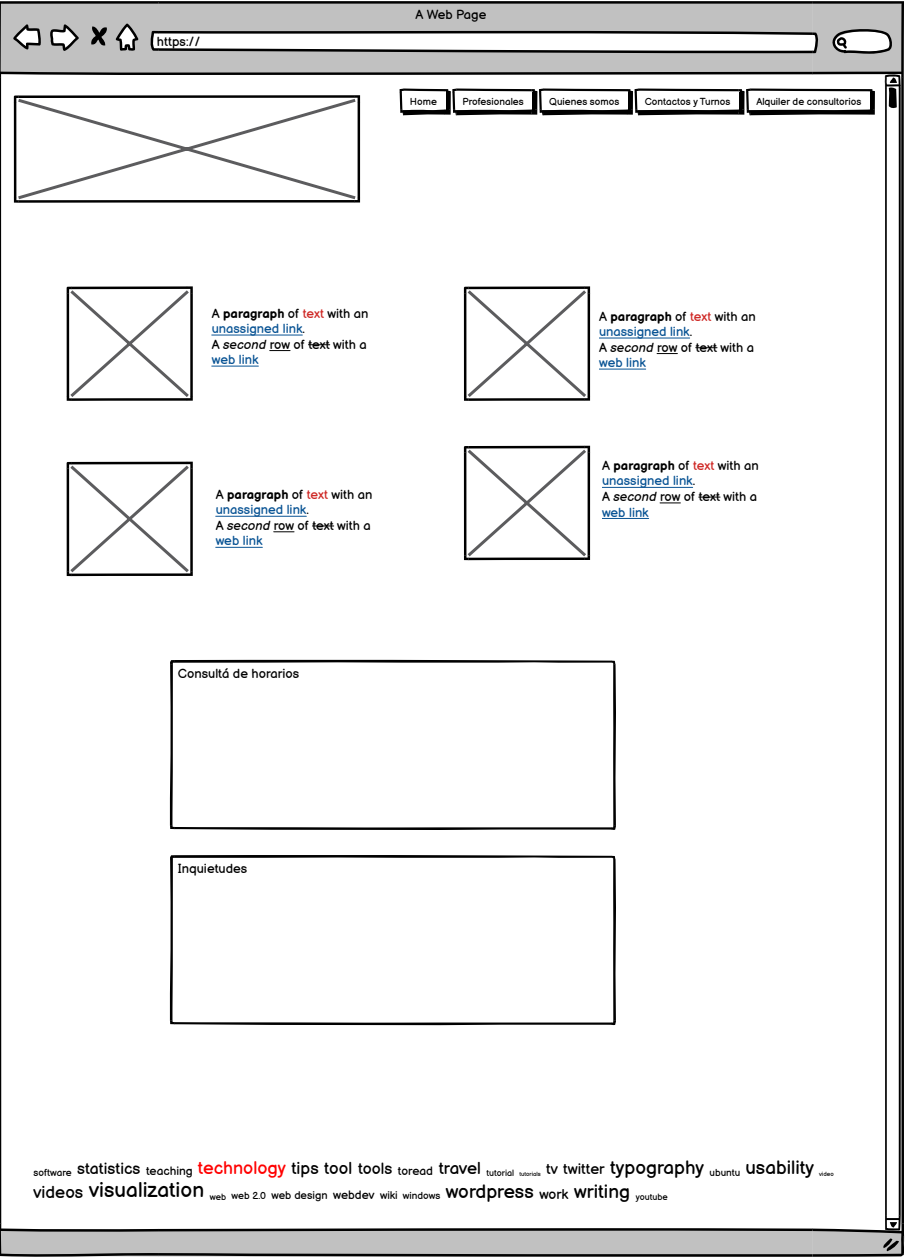 A Web Page
https://
Home
Profesionales
Quienes somos
Contactos y Turnos
Alquiler de consultorios
A paragraph of text with an
unassigned link.
A second row of text with a
web link
A paragraph of text with an
unassigned link.
A second row of text with a
web link
A paragraph of text with an
unassigned link.
A second row of text with a
web link
A paragraph of text with an
unassigned link.
A second row of text with a
web link
Consultá de horarios
Inquietudes
software statistics teaching technology tips tool tools toread travel tutorial tutorials tv twitter typography ubuntu usability video
videos visualization web web 2.0 web design webdev wiki windows wordpress work writing youtube